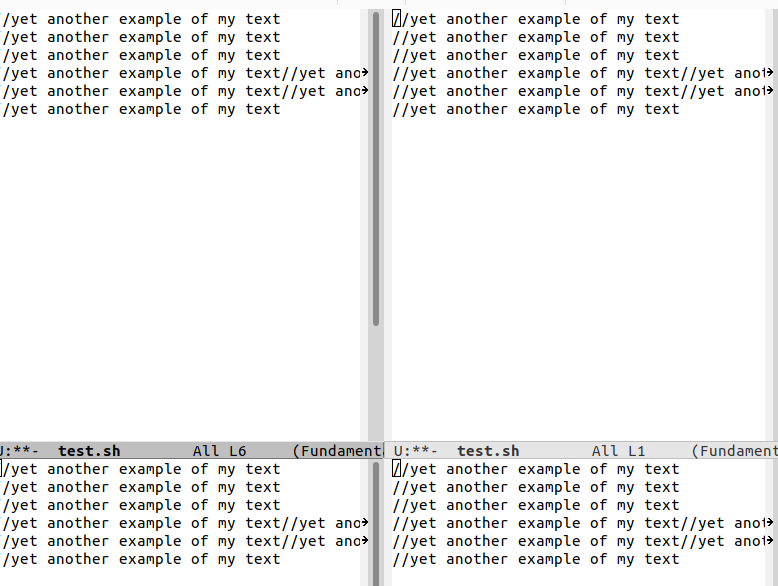 //yet another example of my text
//yet another example of my text
//yet another example of my text
//yet another example of my text//yet ano
//yet another example of my text//yet ano
//yet another example of my text
U:**-  test.sh        All L6     (Fundament
//yet another example of my text
//yet another example of my text
//yet another example of my text
//yet another example of my text//yet anot
//yet another example of my text//yet anot
//yet another example of my text
U:**-  test.sh        All L1     (Fundament
//yet another example of my text
//yet another example of my text
//yet another example of my text
//yet another example of my text//yet ano
//yet another example of my text//yet ano
//yet another example of my text
//yet another example of my text
//yet another example of my text
//yet another example of my text
//yet another example of my text//yet anot
//yet another example of my text//yet anot
//yet another example of my text